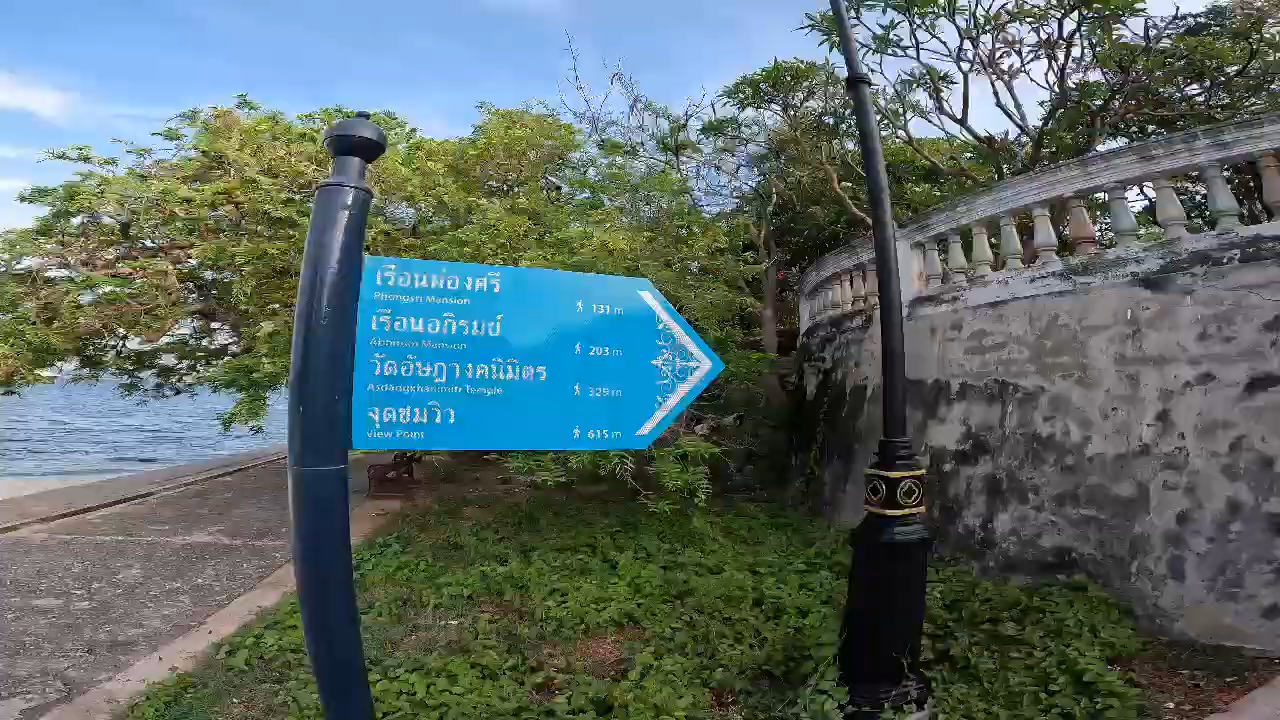 เรือนผ่องศรี
Phongsri Mansion
131 m
เรือนอภิรมย์
Abhirom Mansion
203 m
วัดอัษฎางคนิมิตร
Asdangkhanimitr Temple
329 m
จุดชมวิว
View Point
615 m